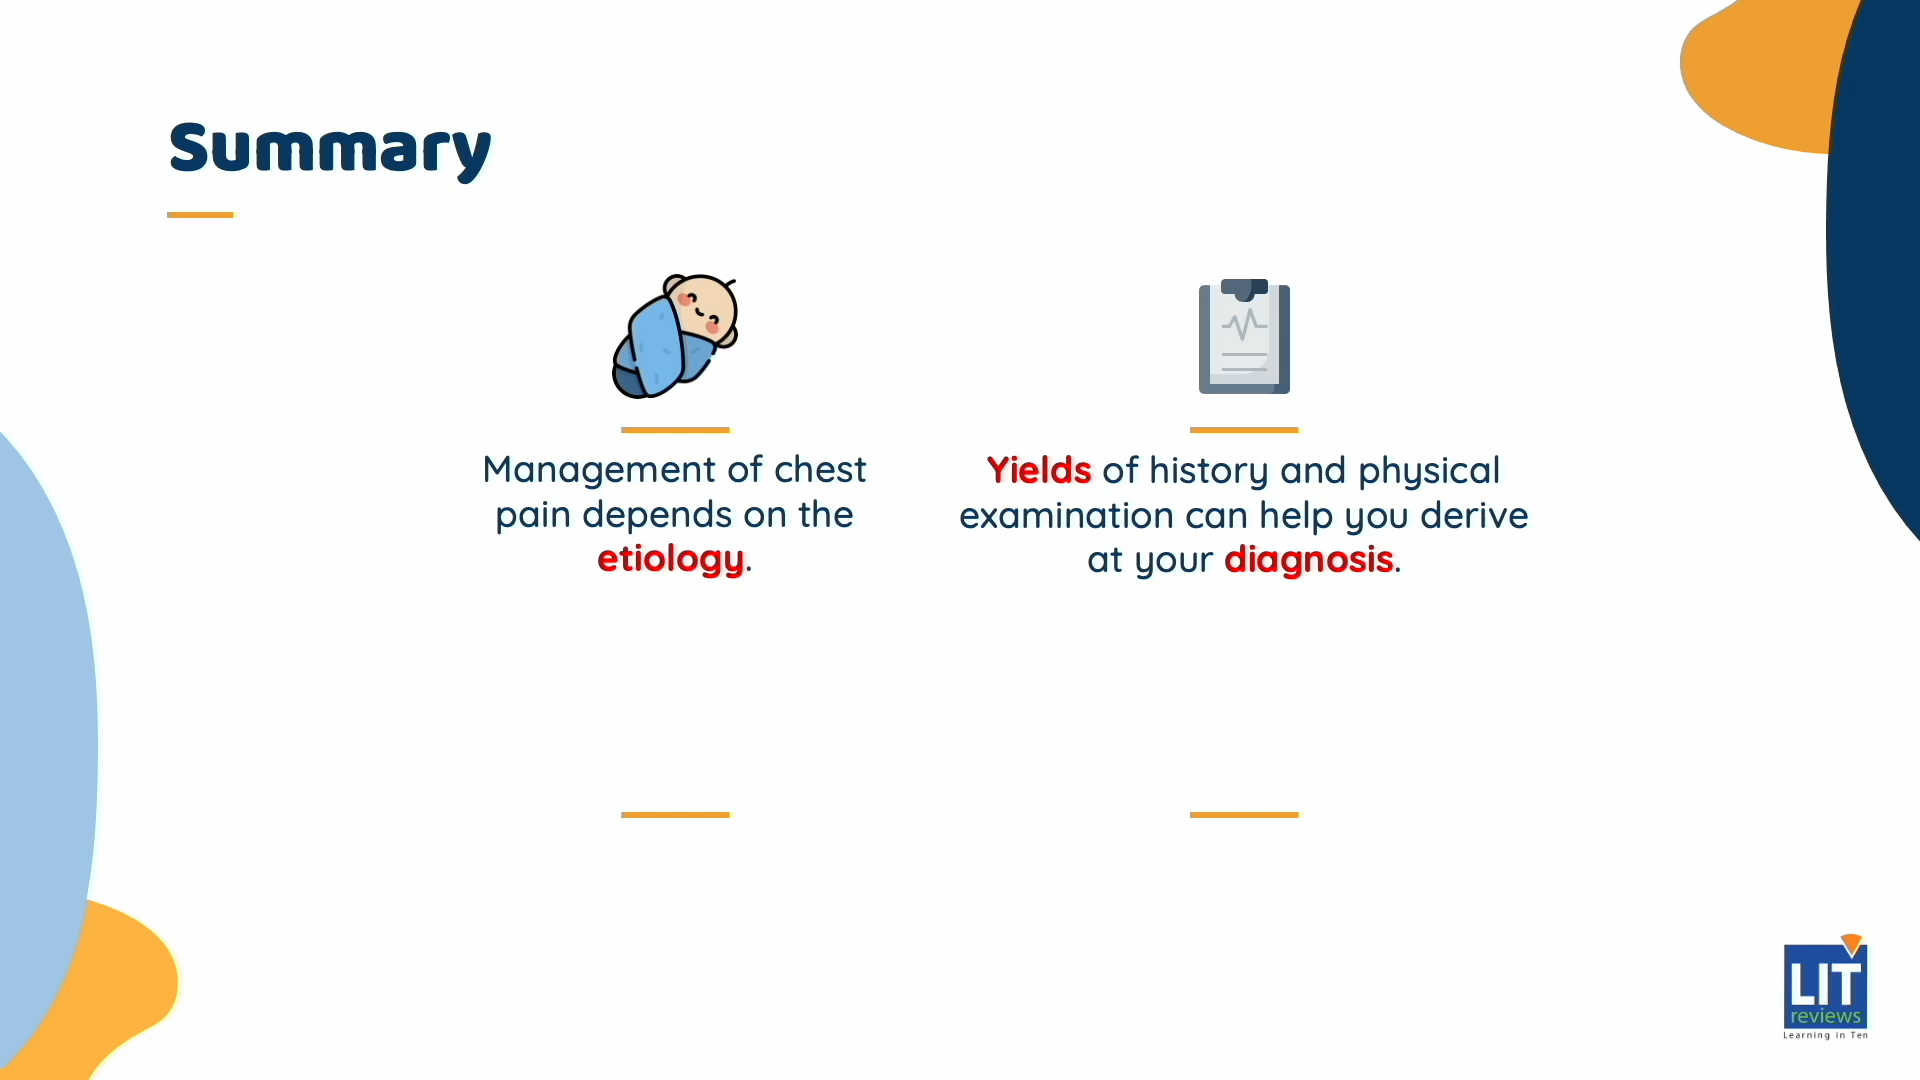 Summary
Management of chest
pain depends on the
etiology.
Yields of history and physical
examination can help you derive
at your diagnosis.
LIT
reviews
Learning in Ten